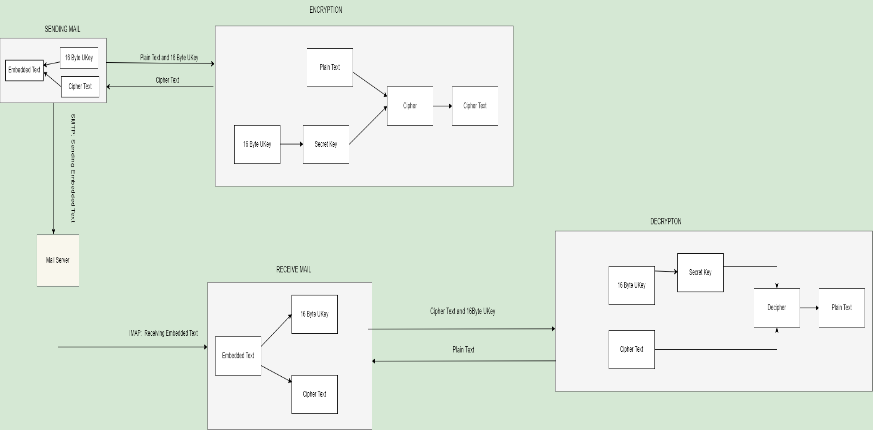 ENCRYPTION
SENDING MAIL
16 Byte UKey
Embedded Text
Cipher Text
Plain Text and 16 Byte UKey
Cipher Text
Plain Text
Cipher
Cipher Text
16 Byte UKey
Secret Key
SMTP: Sending Embedded Text
Mail Server
DECRYPTON
RECEIVE MAIL
16 Byte UKey
Secret Key
Decipher
Plain Text
Cipher Text
Cipher Text and 16Byte UKey
Plain Text
16 Byte UKey
Embedded Text
Cipher Text
IMAP: Receiving Embedded Text